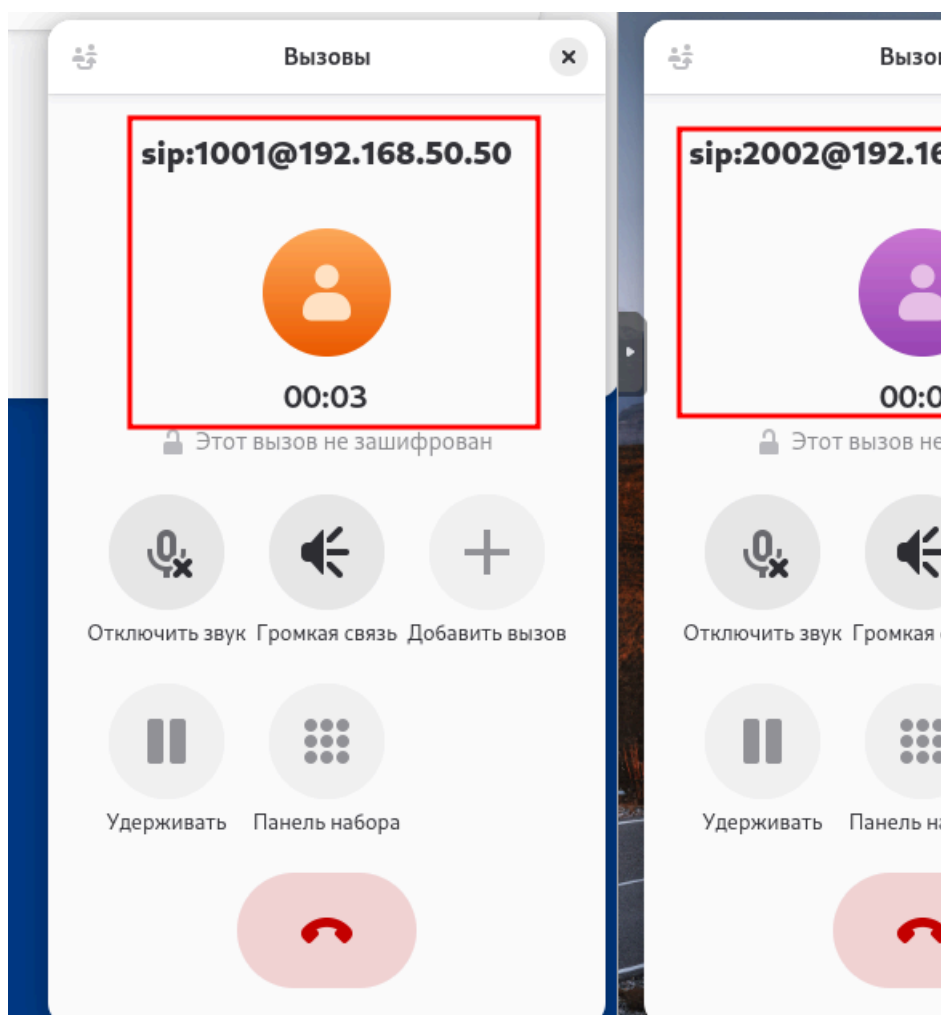 Вызовы
sip:1001@192.168.50.50
00:03
Этот вызов не зашифрован
Отключить звук Громкая связь Добавить вызов
Удерживать Панель набора
Вызо
sip:2002@192.16
00:0
Этот вызов не
Отключить звук Громкая
Удерживать Панель на